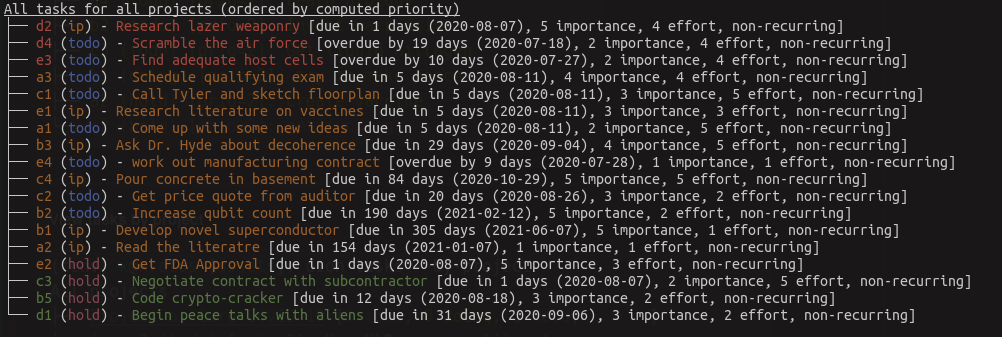 All tasks for all projects (ordered by computed priority)
d2 (ip) - Research lazer weaponry [due in 1 days (2020-08-07), 5 importance, 4 effort, non-recurring]
d4 (todo) - Scramble the air force [overdue by 19 days (2020-07-18), 2 importance, 4 effort, non-recurring]
e3 (todo) - Find adequate host cells [overdue by 10 days (2020-07-27), 2 importance, 4 effort, non-recurring]
a3 (todo) - Schedule qualifying exam [due in 5 days (2020-08-11), 4 importance, 4 effort, non-recurring]
c1 (todo) - Call Tyler and sketch floorplan [due in 5 days (2020-08-11), 3 importance, 5 effort, non-recurring]
e1 (ip) - Research literature on vaccines [due in 5 days (2020-08-11), 3 importance, 3 effort, non-recurring]
a1 (todo) - Come up with some new ideas [due in 5 days (2020-08-11), 2 importance, 5 effort, non-recurring]
b3 (ip) - Ask Dr. Hyde about decoherence [due in 29 days (2020-09-04), 4 importance, 5 effort, non-recurring]
e4 (todo) - work out manufacturing contract [overdue by 9 days (2020-07-28), 1 importance, 1 effort, non-recurring]
c4 (ip) - Pour concrete in basement [due in 84 days (2020-10-29), 5 importance, 5 effort, non-recurring]
c2 (todo) - Get price quote from auditor [due in 20 days (2020-08-26), 3 importance, 2 effort, non-recurring]
b2 (todo) - Increase qubit count [due in 190 days (2021-02-12), 5 importance, 2 effort, non-recurring]
b1 (ip) - Develop novel superconductor [due in 305 days (2021-06-07), 5 importance, 1 effort, non-recurring]
a2 (ip) - Read the literatre [due in 154 days (2021-01-07), 1 importance, 1 effort, non-recurring]
e2 (hold) - Get FDA Approval [due in 1 days (2020-08-07), 5 importance, 3 effort, non-recurring]
c3 (hold) - Negotiate contract with subcontractor [due in 1 days (2020-08-07), 2 importance, 5 effort, non-recurring]
b5 (hold) - Code crypto-cracker [due in 12 days (2020-08-18), 3 importance, 2 effort, non-recurring]
d1 (hold) - Begin peace talks with aliens [due in 31 days (2020-09-06), 3 importance, 2 effort, non-recurring]